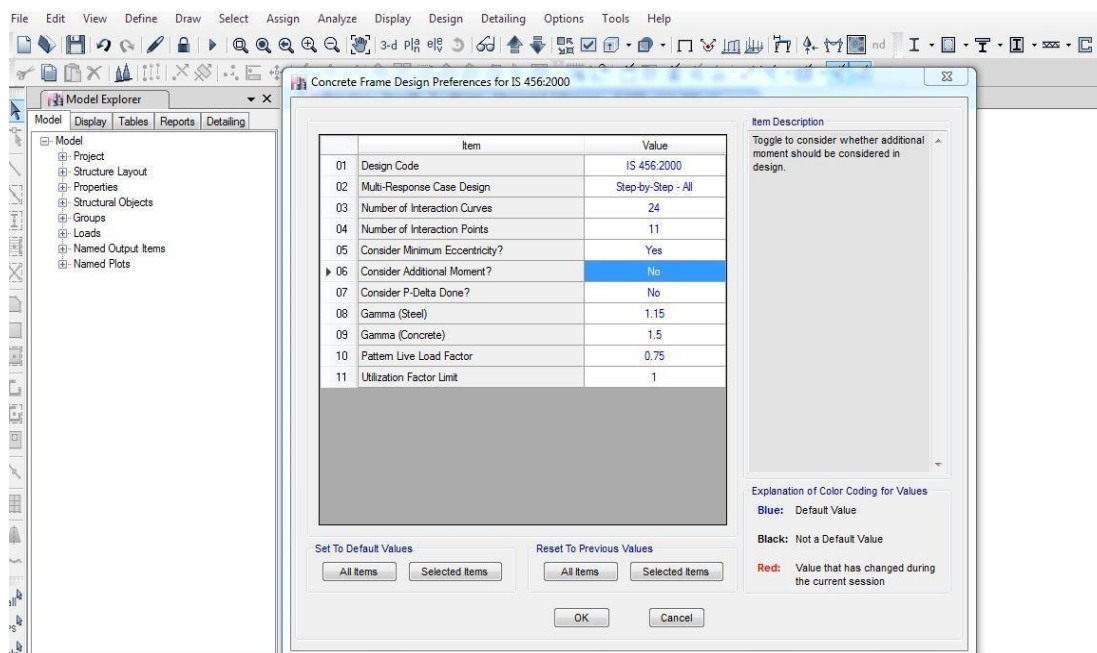 File Edit View Define Draw Select Assign Analyze Display Design Detailing Options Tools Help
3-d nd
Concrete Frame Design Preferences for IS 456:2000
Model Explorer
Model Display Tables Reports Detailing
Model
Project
Structure Layout
Properties
Structural Objects
Groups
Loads
Named Output Items
Named Plots
Item Value
01 Design Code IS 456:2000
02 Multi-Response Case Design Step-by-Step - All
03 Number of Interaction Curves 24
04 Number of Interaction Points 11
05 Consider Minimum Eccentricity? Yes
06 Consider Additional Moment? No
07 Consider P-Delta Done? No
08 Gamma (Steel) 1.15
09 Gamma (Concrete) 1.5
10 Pattern Live Load Factor 0.75
11 Utilization Factor Limit 1
Item Description
Toggle to consider whether additional
moment should be considered in
design.
Explanation of Color Coding for Values
Blue: Default Value
Black: Not a Default Value
Red: Value that has changed during
the current session
Set To Default Values
All Items Selected Items
Reset To Previous Values
All Items Selected Items
OK Cancel